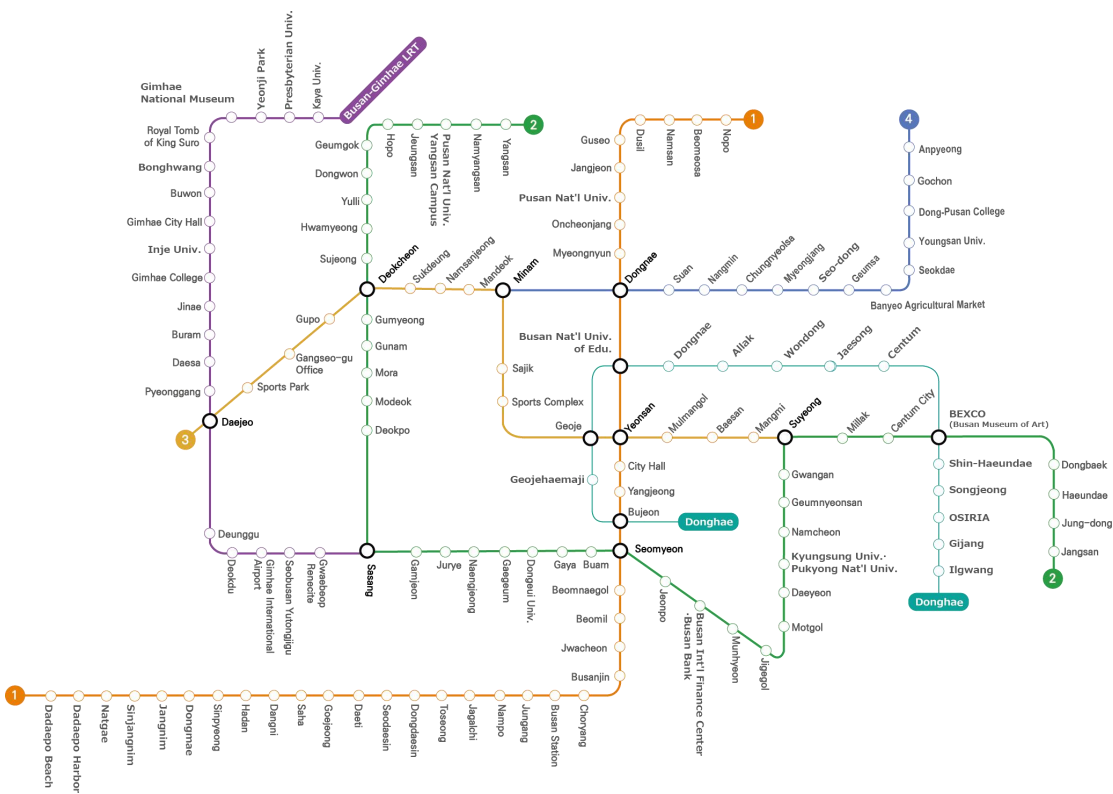 Busan-Gimhae LRT
Gimhae
National Museum
Yeonji Park
Presbyterian Univ.
Kaya Univ.
Royal Tomb
of King Suro
Bonghwang
Buwon
Gimhae City Hall
Inje Univ.
Gimhae College
Jinae
Buram
Daesa
Pyeonggang
Daejeo
3
Deunggu
Deokdu
Gimhae International
Airport
Seobusan Yutongjigu
Gwaebeop
Renecite
Sasang
2
Yangsan
Namyangsan
Pusan Nat'l Univ.
Yangsan Campus
Jeungsan
Hopo
Geumgok
Dongwon
Yulli
Hwamyeong
Sujeong
Deokcheon
Gumyeong
Gunam
Mora
Modeok
Deokpo
Gamjeon
Jurye
Naengjeong
Gaegeum
Dongeui Univ.
Gaya
Buam
Seomyeon
Jeonpo
Busan Int'l Finance Center
·Busan Bank
Munhyeon
Jigegol
Motgol
Daeyeon
Kyungsung Univ.·
Pukyong Nat'l Univ.
Namcheon
Geumnyeonsan
Gwangan
Suyeong
Millak
Centum City
BEXCO
(Busan Museum of Art)
Dongbaek
Haeundae
Jung-dong
Jangsan
2
Gupo
Gangseo-gu
Office
Sports Park
Sukdeung
Namsanjeong
Mandeok
Minam
Sajik
Sports Complex
Geoje
Yeonsan
Mulmangol
Baesan
Mangmi
1
Nopo
Beomeosa
Namsan
Dusil
Guseo
Jangjeon
Pusan Nat'l Univ.
Oncheonjang
Myeongnyun
Dongnae
Busan Nat'l Univ.
of Edu.
City Hall
Yangjeong
Bujeon
Beomnaegol
Beomil
Jwacheon
Busanjin
Choryang
Busan Station
Jungang
Nampo
Jagalchi
Toseong
Dongdaesin
Seodaesin
Daeti
Goejeong
Saha
Dangni
Hadan
Sinpyeong
Dongmae
Jangnim
Sinjangnim
Natgae
Dadaepo Harbor
Dadaepo Beach
1
4
Anpyeong
Gochon
Dong-Pusan College
Youngsan Univ.
Seokdae
Banyeo Agricultural Market
Geumsa
Seo-dong
Myeongjang
Chungnyeolsa
Nangmin
Suan
Dongnae
Allak
Wondong
Jaesong
Centum
Geojehaemaji
Donghae
Shin-Haeundae
Songjeong
OSIRIA
Gijang
Ilgwang
Donghae